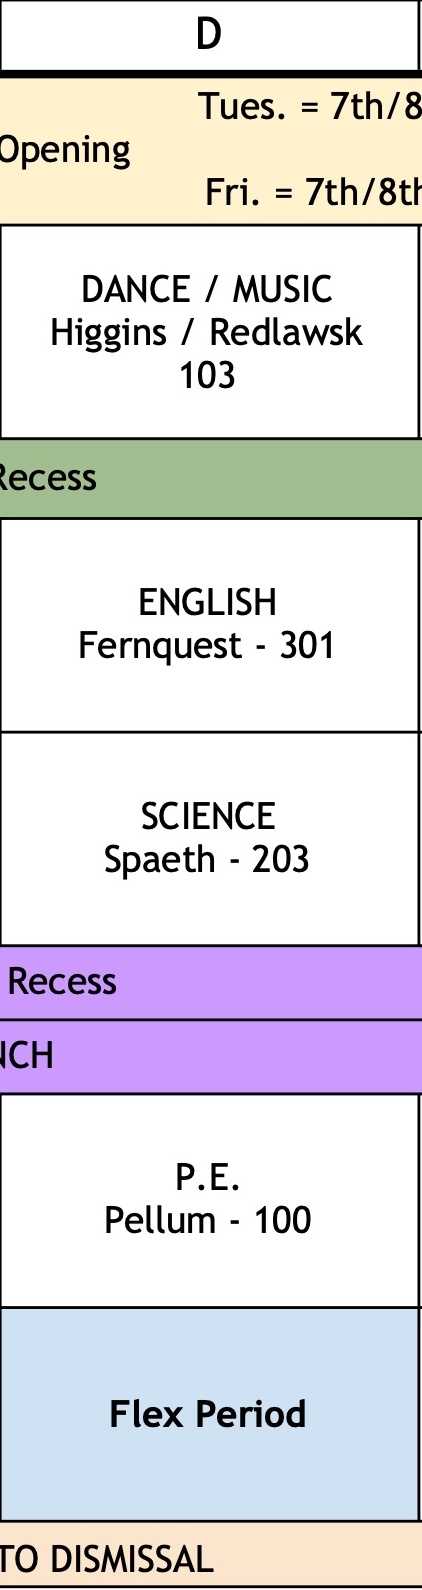 D
Tues. = 7th/8
Opening
Fri. = 7th/8th
DANCE / MUSIC
Higgins / Redlawsk
103
Recess
ENGLISH
Fernquest - 301
SCIENCE
Spaeth - 203
Recess
NCH
P.E.
Pellum - 100
Flex Period
TO DISMISSAL